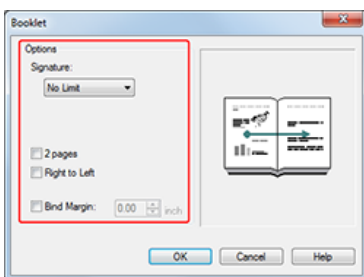 Booklet
Options
Signature:
No Limit
2 pages
Right to Left
Bind Margin: 0.00 inch
OK Cancel Help